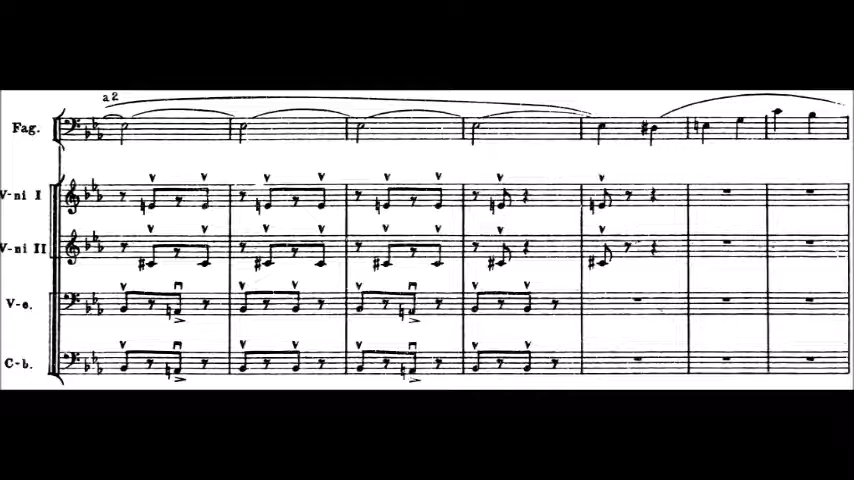 a 2
Fag.
V-ni I
V-ni II
V-c.
C-b.